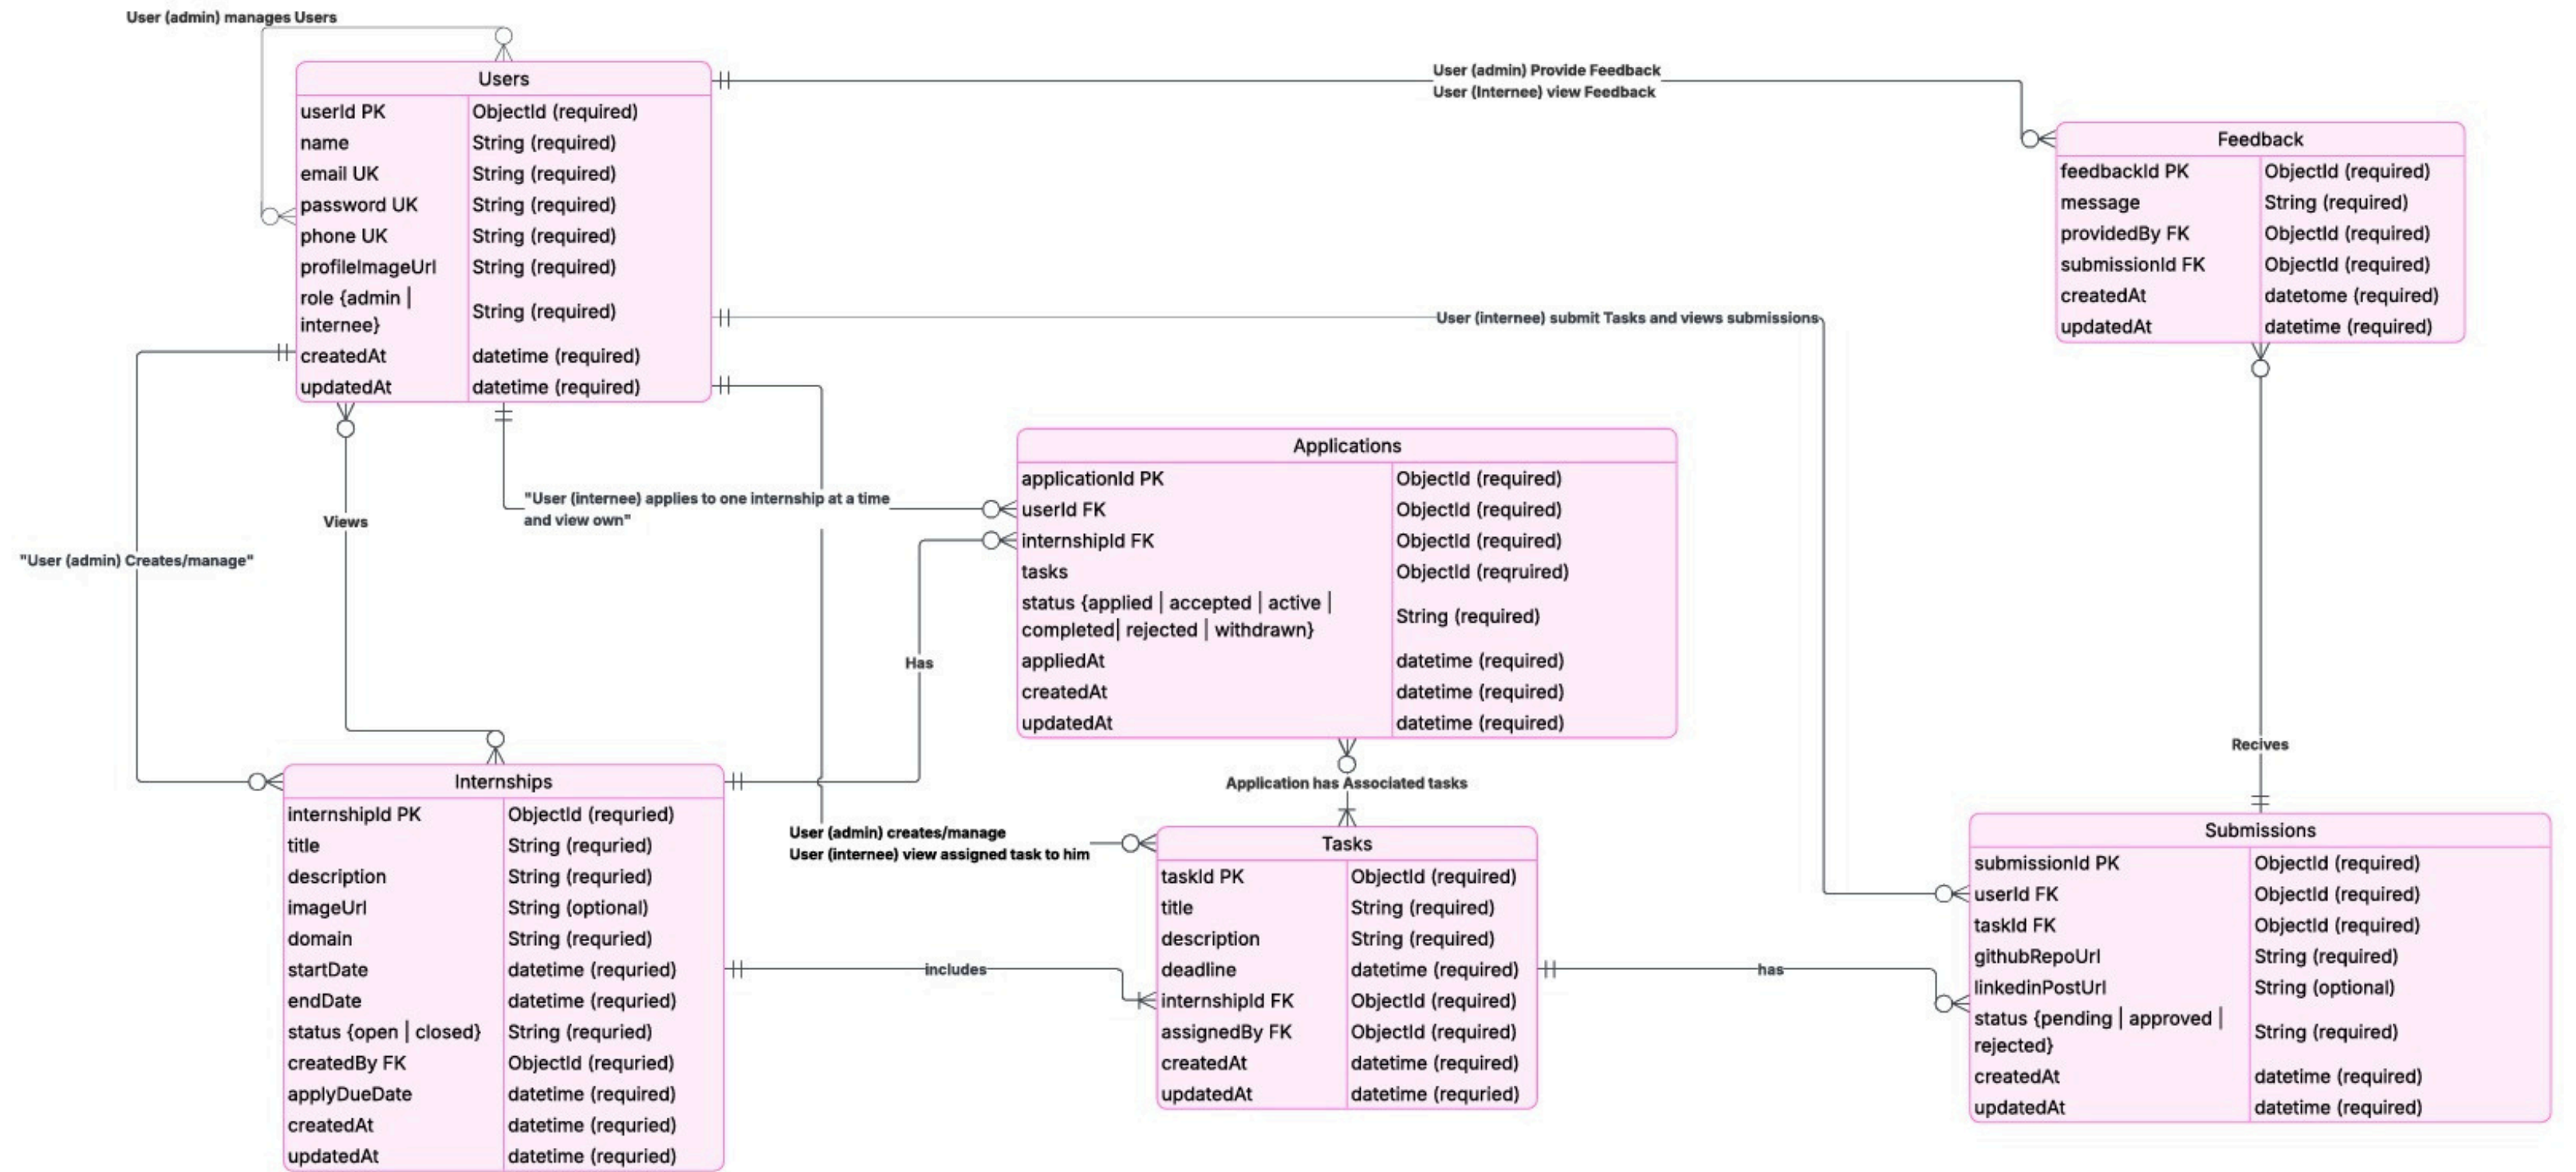 User (admin) manages Users
Users
userId PK ObjectId (required)
name String (required)
email UK String (required)
password UK String (required)
phone UK String (required)
profileImageUrl String (required)
role {admin |
internee} String (required)
createdAt datetime (required)
updatedAt datetime (required)
User (admin) Provide Feedback
User (Internee) view Feedback
Feedback
feedbackId PK ObjectId (required)
message String (required)
providedBy FK ObjectId (required)
submissionId FK ObjectId (required)
createdAt datetome (required)
updatedAt datetime (required)
User (internee) submit Tasks and views submissions
"User (internee) applies to one internship at a time
and view own"
Views
"User (admin) Creates/manage"
Applications
applicationId PK ObjectId (required)
userId FK ObjectId (required)
internshipId FK ObjectId (required)
tasks ObjectId (reqruired)
status {applied | accepted | active |
completed| rejected | withdrawn} String (required)
appliedAt datetime (required)
createdAt datetime (required)
updatedAt datetime (required)
Has
Recives
Application has Associated tasks
User (admin) creates/manage
User (internee) view assigned task to him
Internships
internshipId PK ObjectId (requried)
title String (requried)
description String (requried)
imageUrl String (optional)
domain String (requried)
startDate datetime (requried)
endDate datetime (requried)
status {open | closed} String (requried)
createdBy FK ObjectId (requried)
applyDueDate datetime (required)
createdAt datetime (requried)
updatedAt datetime (requried)
includes
Tasks
taskId PK ObjectId (required)
title String (required)
description String (required)
deadline datetime (required)
internshipId FK ObjectId (required)
assignedBy FK ObjectId (required)
createdAt datetime (required)
updatedAt datetime (requried)
has
Submissions
submissionId PK ObjectId (required)
userId FK ObjectId (required)
taskId FK ObjectId (required)
githubRepoUrl String (required)
linkedinPostUrl String (optional)
status {pending | approved |
rejected} String (required)
createdAt datetime (required)
updatedAt datetime (required)